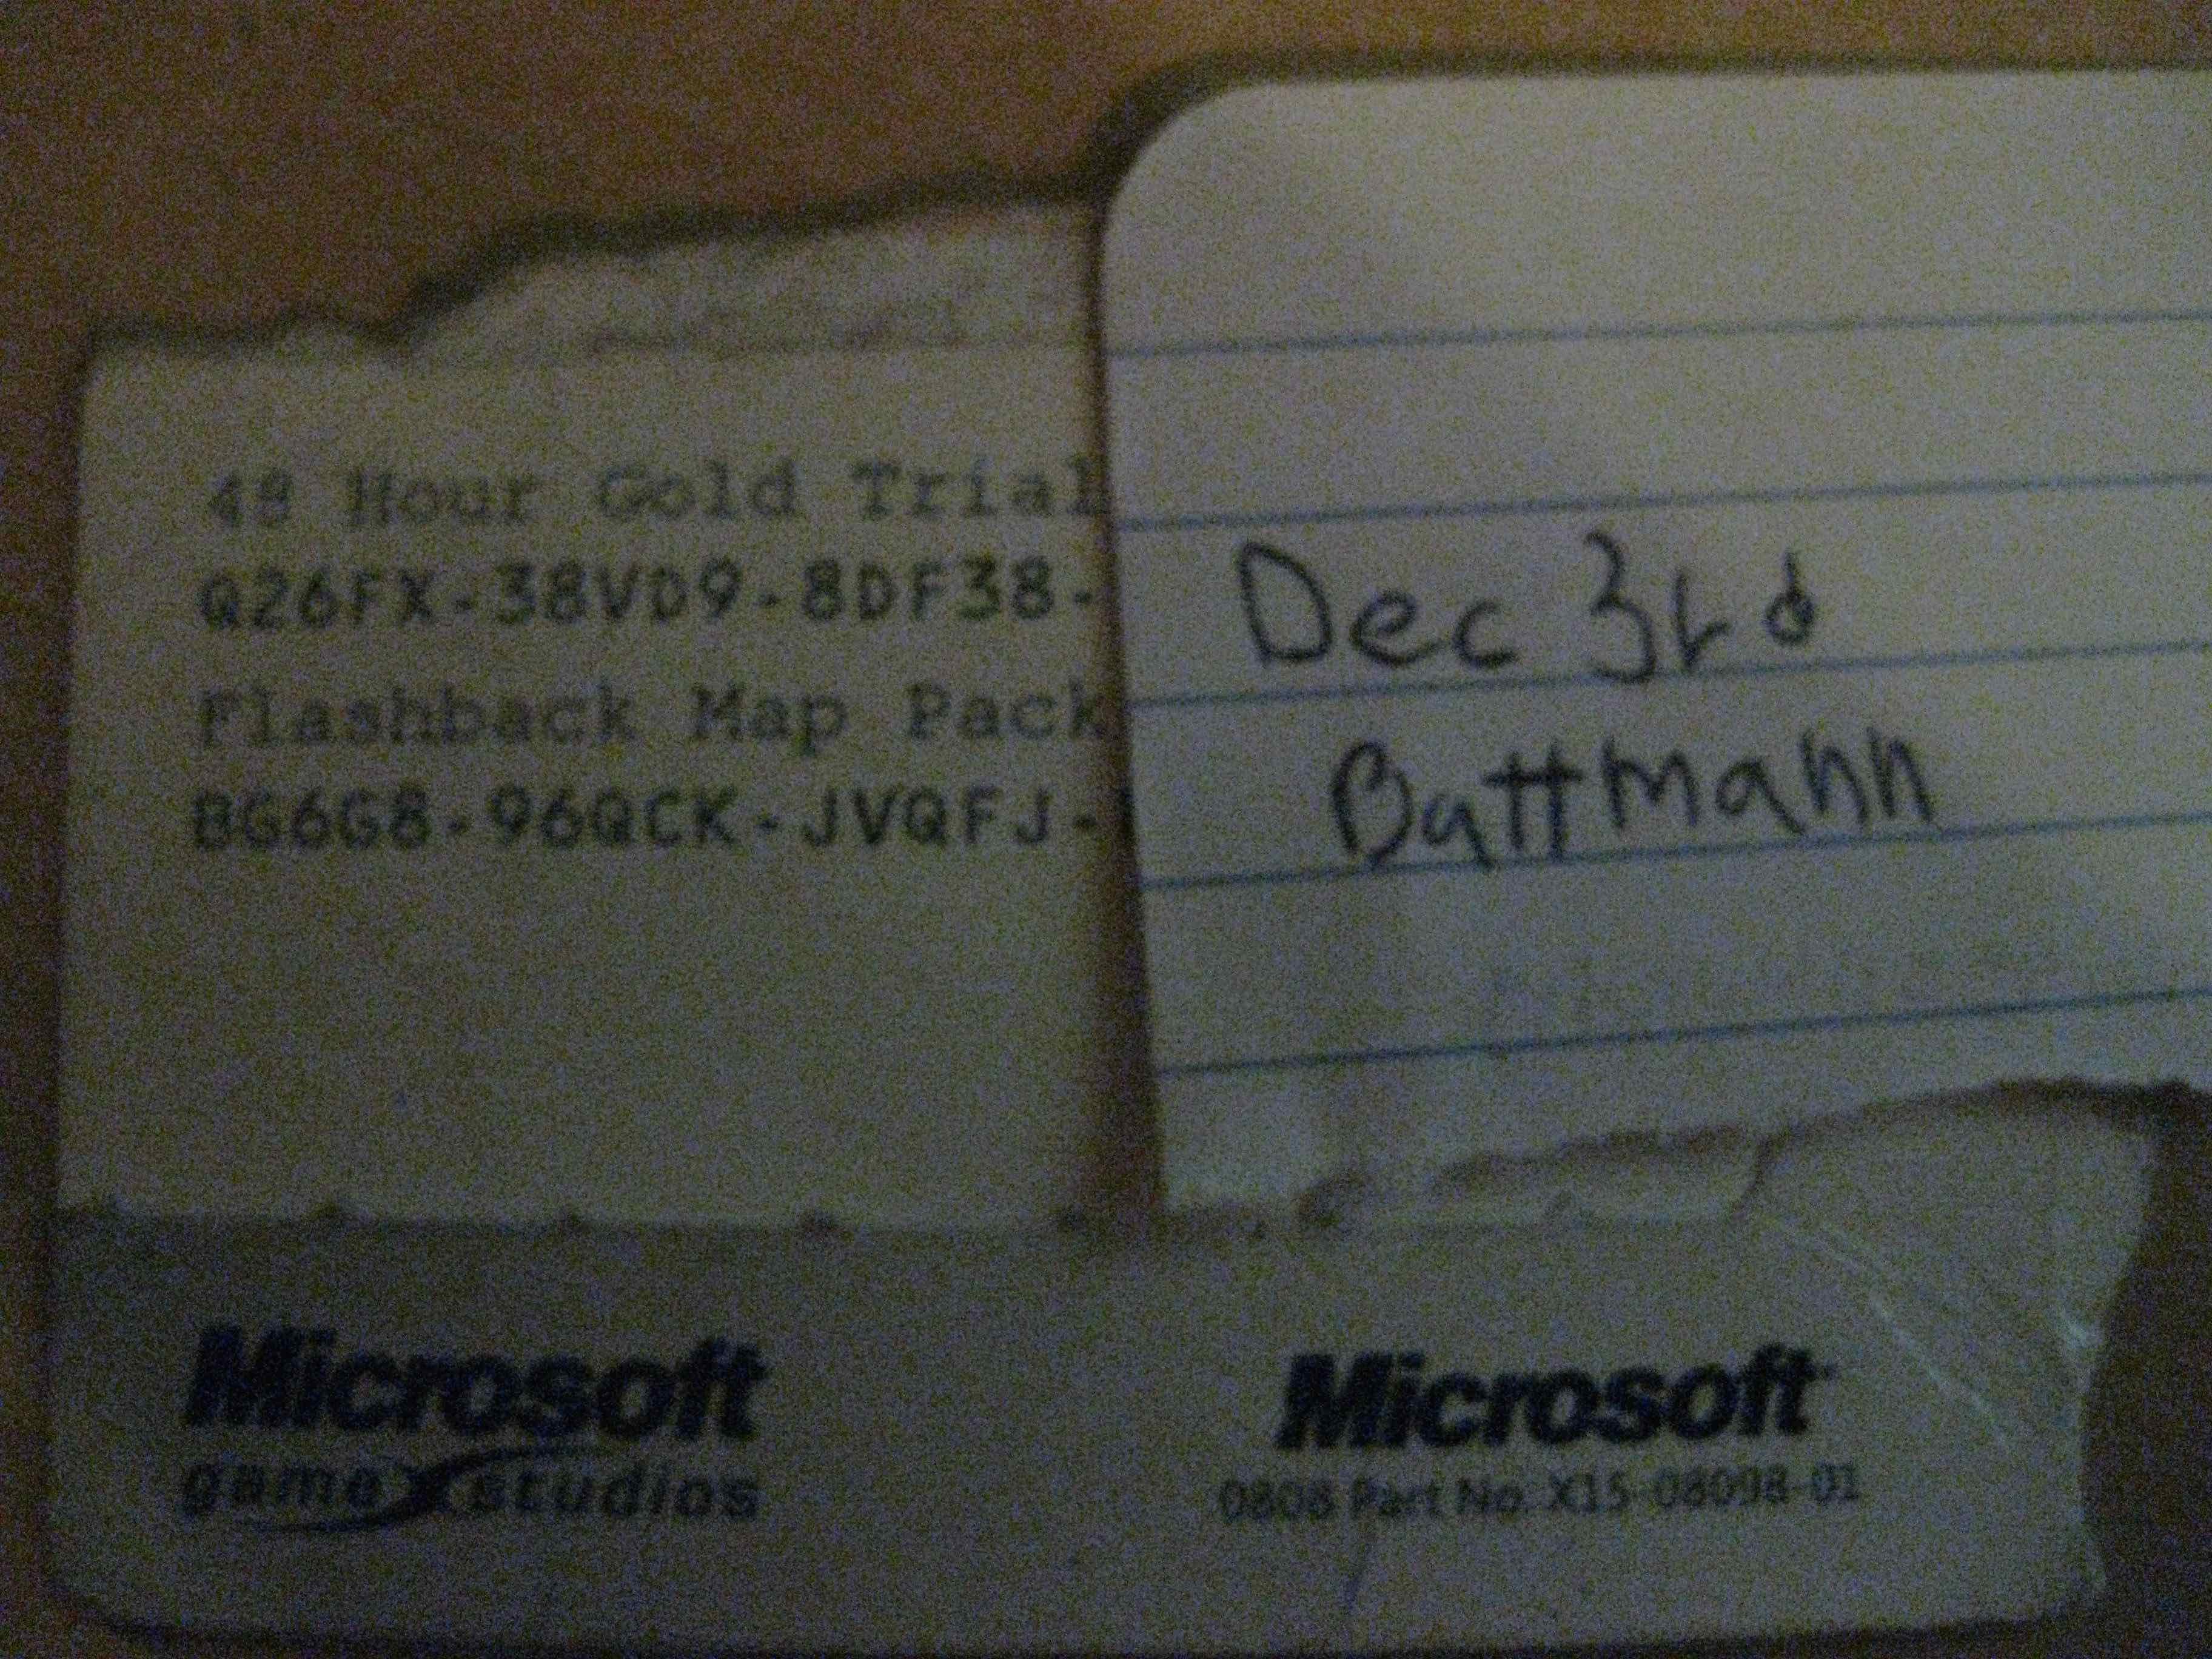 48 Hour Gold Trial
Q26FX-38VD9-8DF38-
Flashback Map Pack
BG6G8-96QCK-JVQFJ-
Dec 3rd
Battmann
Microsoft
game studios
Microsoft
0808 Part No. X15-08098-01